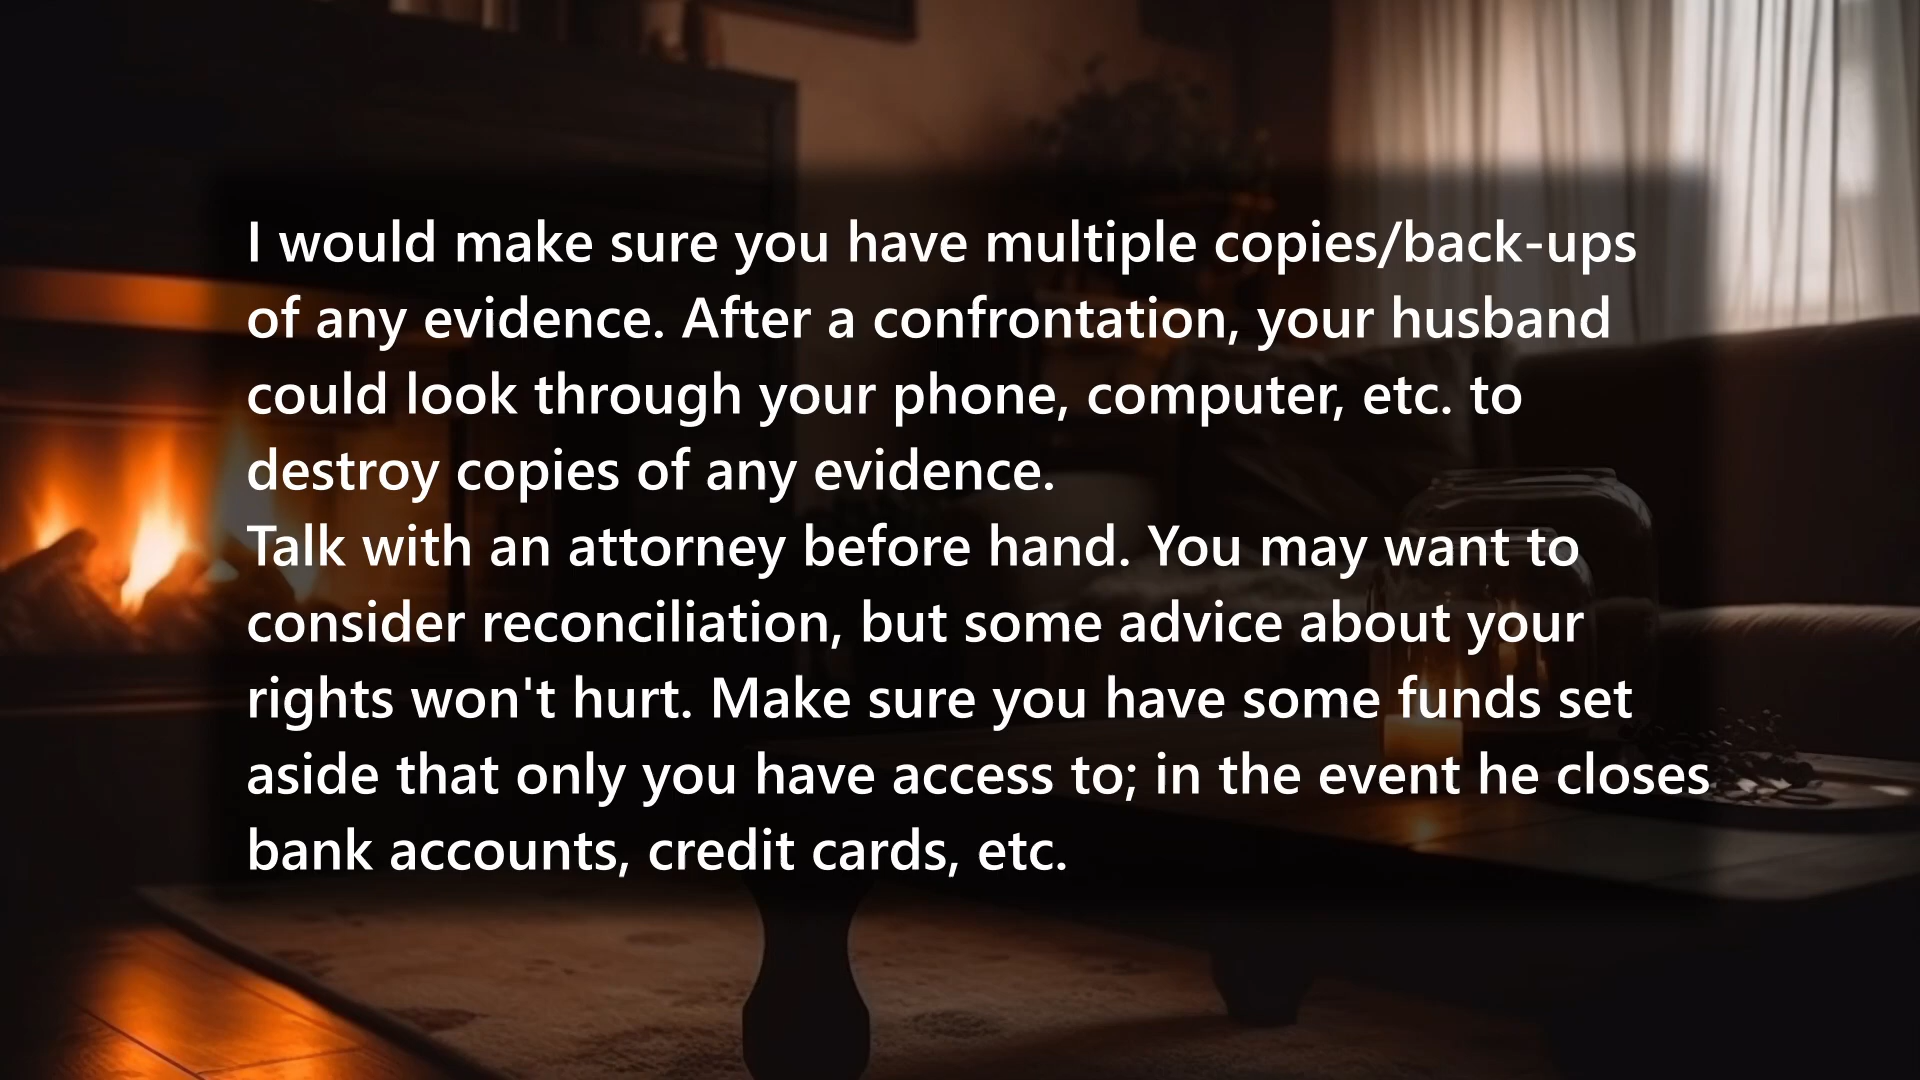 I would make sure you have multiple copies/back-ups
of any evidence. After a confrontation, your husband
could look through your phone, computer, etc. to
destroy copies of any evidence.
Talk with an attorney before hand. You may want to
consider reconciliation, but some advice about your
rights won't hurt. Make sure you have some funds set
aside that only you have access to; in the event he closes
bank accounts, credit cards, etc.